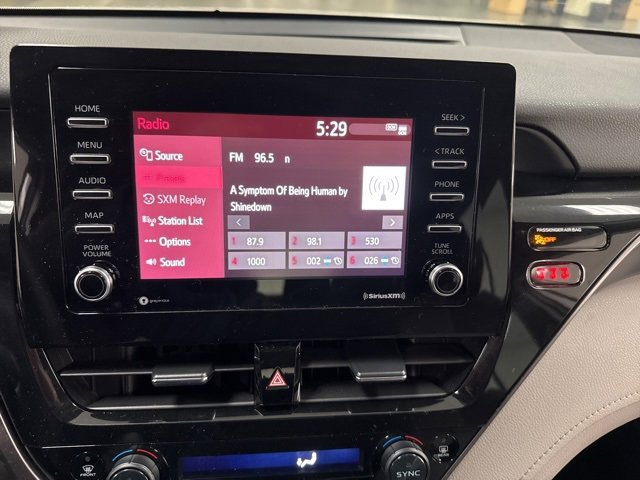 HOME
MENU
AUDIO
MAP
POWER
VOLUME
Radio
5:29
Source
SXM Replay
Station List
Options
Sound
FM 96.5 n
A Symptom Of Being Human by
Shinedown
1 87.9
2 98.1
3 530
4 1000
5 002
6 026
SEEK >
< TRACK
PHONE
APPS
TUNE
SCROLL
SiriusXM
PASSENGER AIR BAG
OFF
FRONT
SYNC
REAR